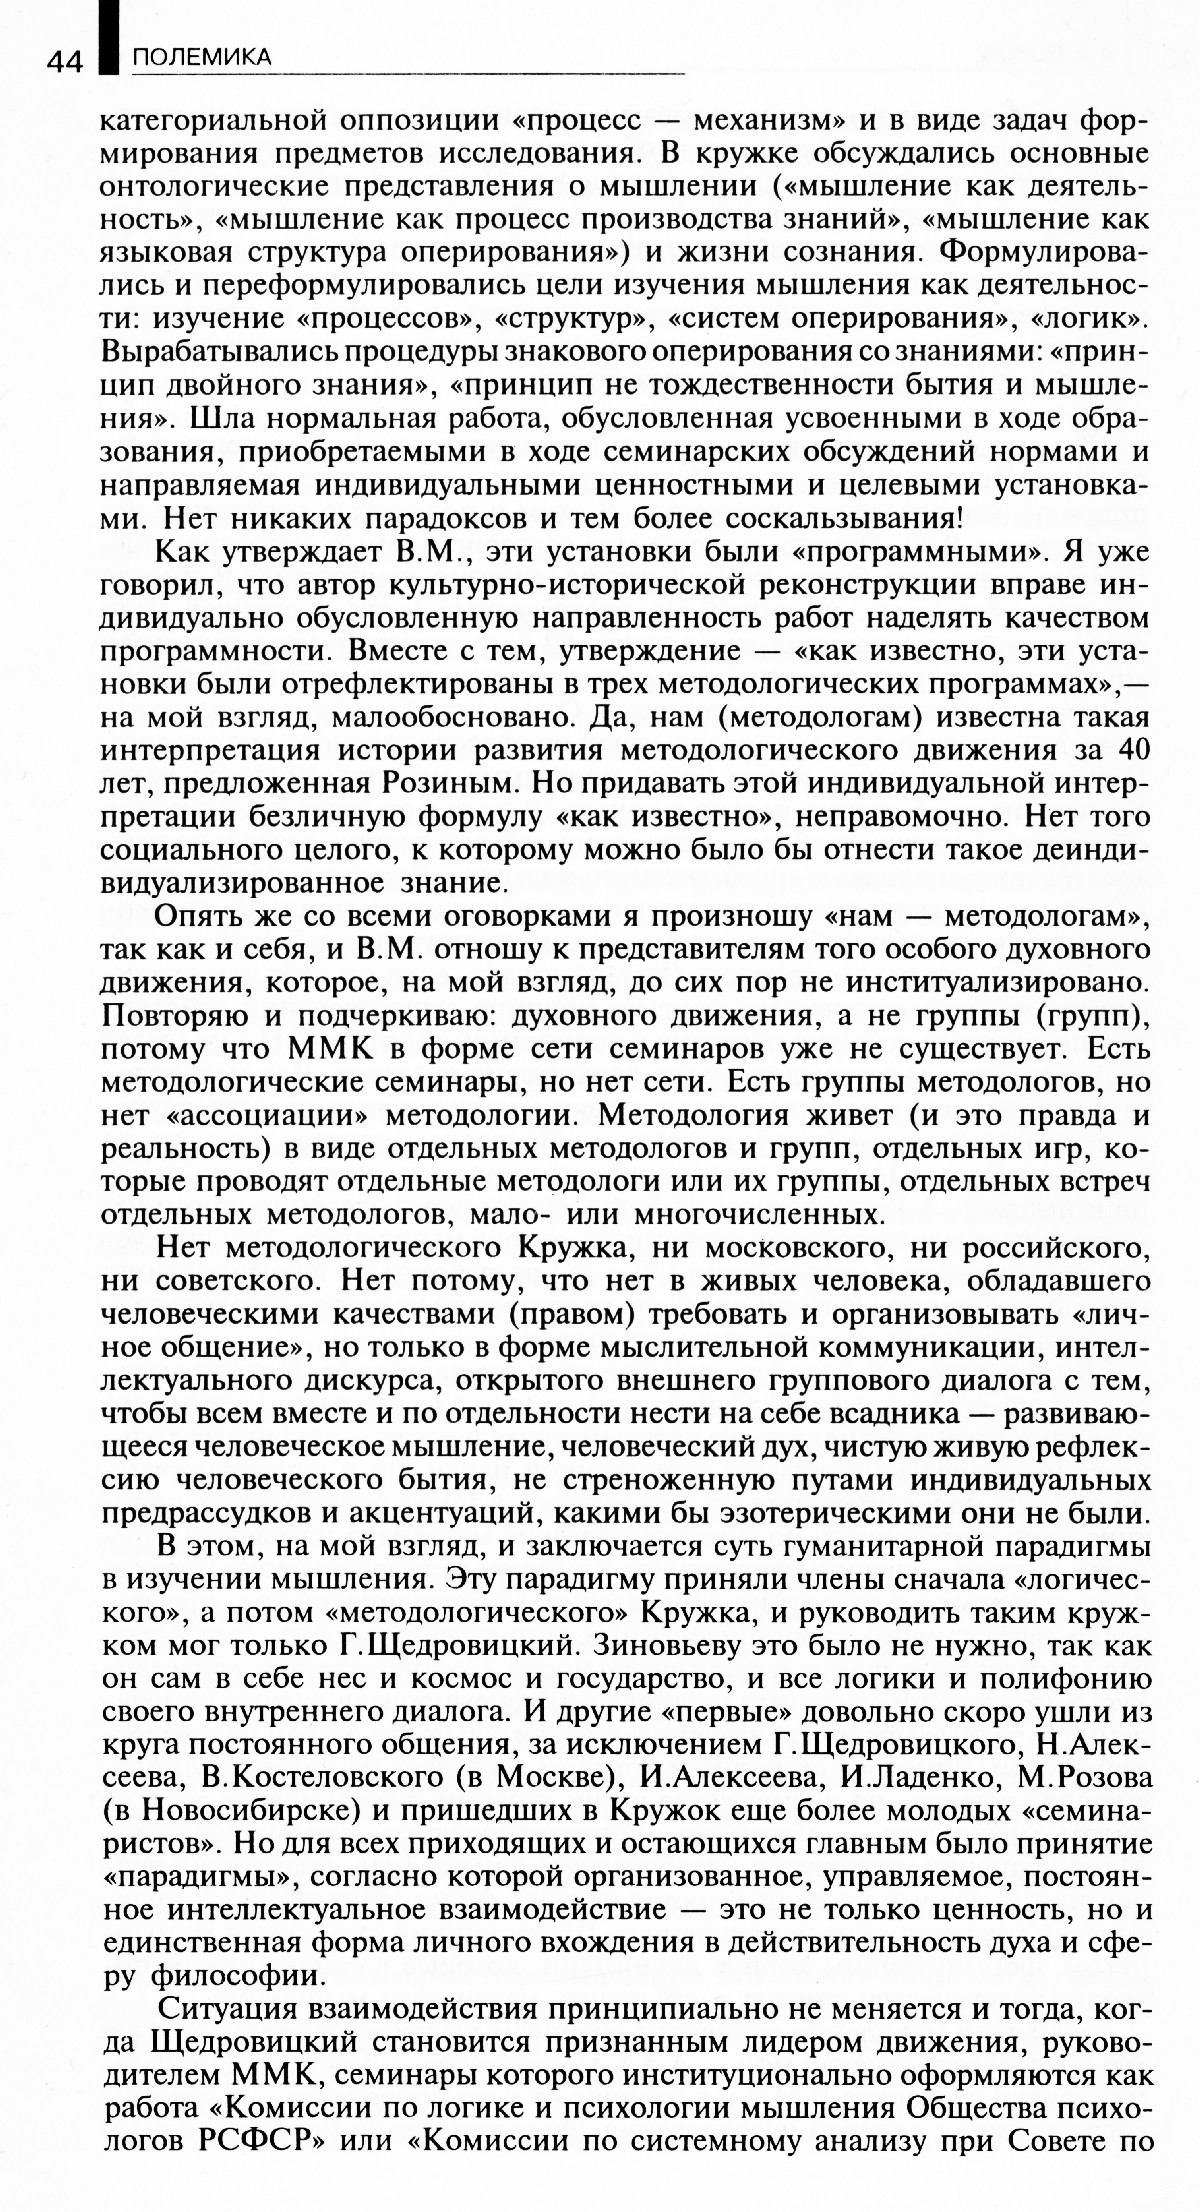 44
ПОЛЕМИКА
категориальной оппозиции «процесс — механизм» и в виде задач фор-
мирования предметов исследования. В кружке обсуждались основные
онтологические представления о мышлении («мышление как деятель-
ность», «мышление как процесс производства знаний», «мышление как
языковая структура оперирования») и жизни сознания. Формулирова-
лись и переформулировались цели изучения мышления как деятельнос-
ти: изучение «процессов», «структур», «систем оперирования», «логик».
Вырабатывались процедуры знакового оперирования со знаниями: «прин-
цип двойного знания», «принцип не тождественности бытия и мышле-
ния». Шла нормальная работа, обусловленная усвоенными в ходе обра-
зования, приобретаемыми в ходе семинарских обсуждений нормами и
направляемая индивидуальными ценностными и целевыми установка-
ми. Нет никаких парадоксов и тем более соскальзывания!
Как утверждает В.М., эти установки были «программными». Я уже
говорил, что автор культурно-исторической реконструкции вправе ин-
дивидуально обусловленную направленность работ наделять качеством
программности. Вместе с тем, утверждение — «как известно, эти уста-
новки были отрефлектированы в трех методологических программах»,—
на мой взгляд, малообосновано. Да, нам (методологам) известна такая
интерпретация истории развития методологического движения за 40
лет, предложенная Розиным. Но придавать этой индивидуальной интер-
претации безличную формулу «как известно», неправомочно. Нет того
социального целого, к которому можно было бы отнести такое деинди-
видуализированное знание.
Опять же со всеми оговорками я произношу «нам — методологам»,
так как и себя, и В.М. отношу к представителям того особого духовного
движения, которое, на мой взгляд, до сих пор не институализировано.
Повторяю и подчеркиваю: духовного движения, а не группы (групп),
потому что ММК в форме сети семинаров уже не существует. Есть
методологические семинары, но нет сети. Есть группы методологов, но
нет «ассоциации» методологии. Методология живет (и это правда и
реальность) в виде отдельных методологов и групп, отдельных игр, ко-
торые проводят отдельные методологи или их группы, отдельных встреч
отдельных методологов, мало- или многочисленных.
Нет методологического Кружка, ни московского, ни российского,
ни советского. Нет потому, что нет в живых человека, обладавшего
человеческими качествами (правом) требовать и организовывать «лич-
ное общение», но только в форме мыслительной коммуникации, интел-
лектуального дискурса, открытого внешнего группового диалога с тем,
чтобы всем вместе и по отдельности нести на себе всадника — развиваю-
щееся человеческое мышление, человеческий дух, чистую живую рефлек-
сию человеческого бытия, не стреноженную путами индивидуальных
предрассудков и акцентуаций, какими бы эзотерическими они не были.
В этом, на мой взгляд, и заключается суть гуманитарной парадигмы
в изучении мышления. Эту парадигму приняли члены сначала «логичес-
кого», а потом «методологического» Кружка, и руководить таким круж-
ком мог только Г.Щедровицкий. Зиновьеву это было не нужно, так как
он сам в себе нес и космос и государство, и все логики и полифонию
своего внутреннего диалога. И другие «первые» довольно скоро ушли из
круга постоянного общения, за исключением Г.Щедровицкого, Н.Алек-
сеева, В.Костеловского (в Москве), И.Алексеева, И.Ладенко, М.Розова
(в Новосибирске) и пришедших в Кружок еще более молодых «семина-
ристов». Но для всех приходящих и остающихся главным было принятие
«парадигмы», согласно которой организованное, управляемое, постоян-
ное интеллектуальное взаимодействие — это не только ценность, но и
единственная форма личного вхождения в действительность духа и сфе-
ру философии.
Ситуация взаимодействия принципиально не меняется и тогда, ког-
да Щедровицкий становится признанным лидером движения, руково-
дителем ММК, семинары которого институционально оформляются как
работа «Комиссии по логике и психологии мышления Общества психо-
логов РСФСР» или «Комиссии по системному анализу при Совете по